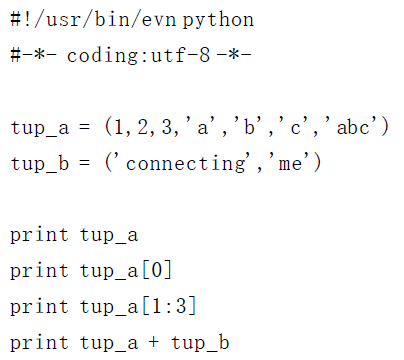 #!/usr/bin/evn python
#-*- coding:utf-8 -*-
tup_a = (1,2,3,'a','b','c','abc')
tup_b = ('connecting','me')
print tup_a
print tup_a[0]
print tup_a[1:3]
print tup_a + tup_b